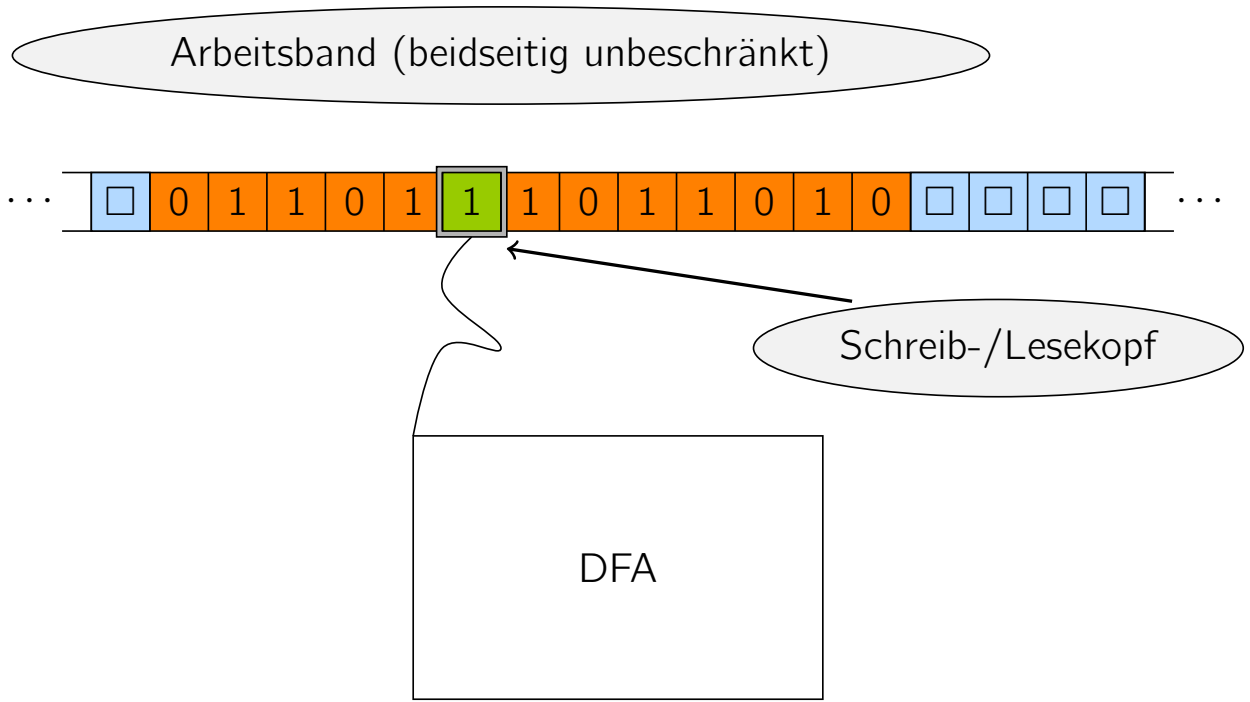 Arbeitsband (beidseitig unbeschränkt)
··· □ 0 1 1 0 1 1 1 0 1 1 0 1 0 □ □ □ □ ···
Schreib-/Lesekopf
DFA